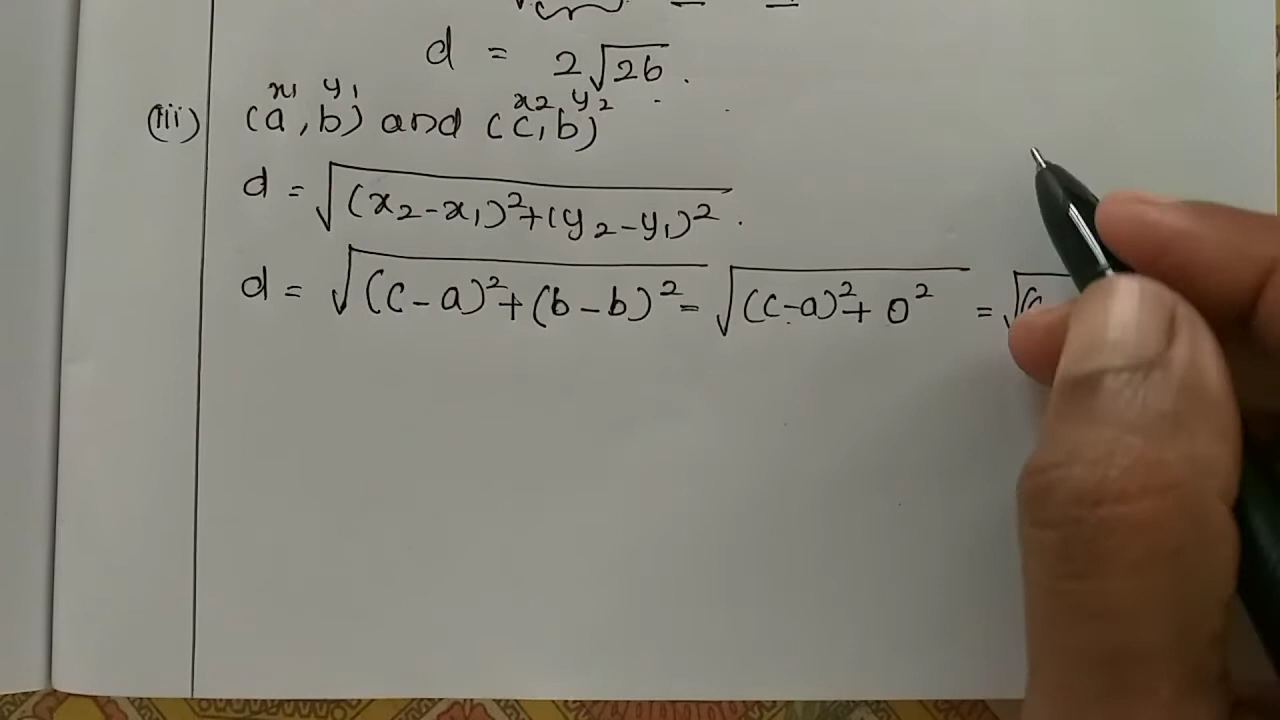 d = 2√26.
x1 y1 x2, y2
(iii) (a, b) and (c, b)
d = √(x2-x1)²+(y2-y1)².
d = √(c-a)²+(b-b)² = √(c-a)²+0² = √(